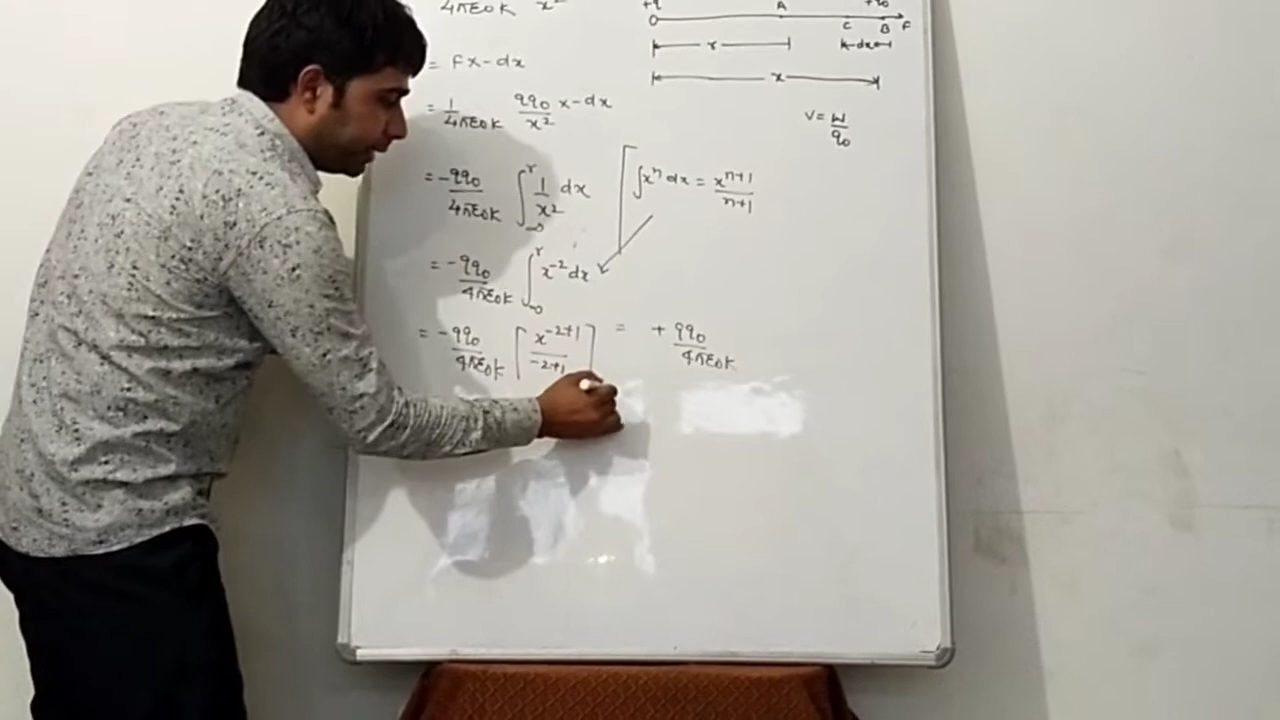 4πε0K x²
+q A +q0
O C B F
r dx
= Fx-dx
x
= 1/4πε0K qq0/x² x-dx
V = W/q0
= -qq0/4πε0K ∫∞^r 1/x² dx
∫xⁿ dx = xⁿ⁺¹/n+1
= -qq0/4πε0K ∫∞^r x⁻² dx
= -qq0/4πε0K [x⁻²⁺¹/-2+1] = + qq0/4πε0K